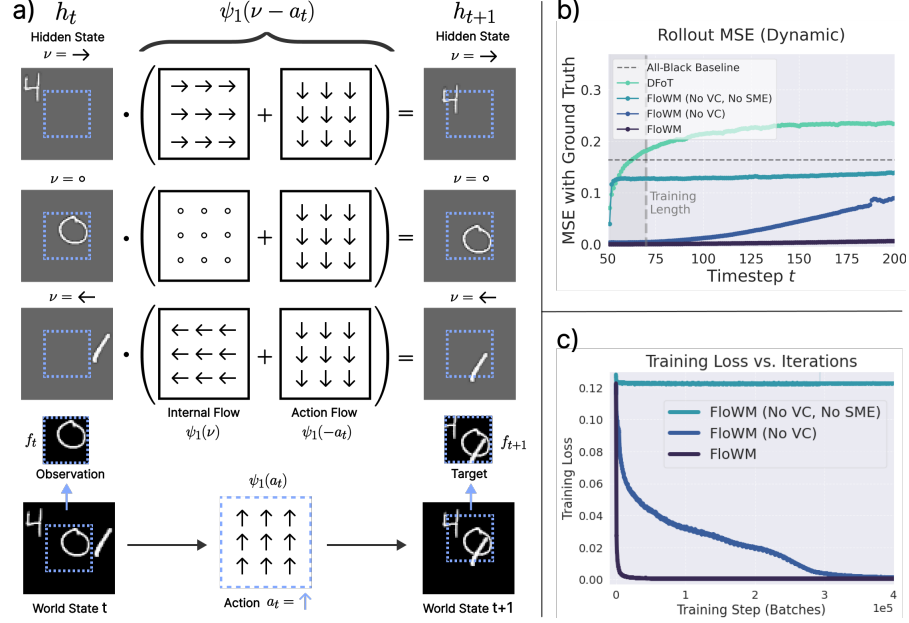 a)
h_t
ψ_1(ν − a_t)
h_{t+1}
Hidden State
Hidden State
ν = →
ν = →
ν = ∘
ν = ∘
ν = ←
ν = ←
Internal Flow
Action Flow
ψ_1(ν)
ψ_1(−a_t)
f_t
f_{t+1}
Observation
Target
ψ_1(a_t)
World State t
Action a_t = ↑
World State t+1
b)
Rollout MSE (Dynamic)
MSE with Ground Truth
0.3
0.2
0.1
0.0
All-Black Baseline
DFoT
FloWM (No VC, No SME)
FloWM (No VC)
FloWM
Training
Length
50 75 100 125 150 175 200
Timestep t
c)
Training Loss vs. Iterations
Training Loss
0.12
0.10
0.08
0.06
0.04
0.02
0.00
FloWM (No VC, No SME)
FloWM (No VC)
FloWM
0 1 2 3 4
Training Step (Batches)
1e5